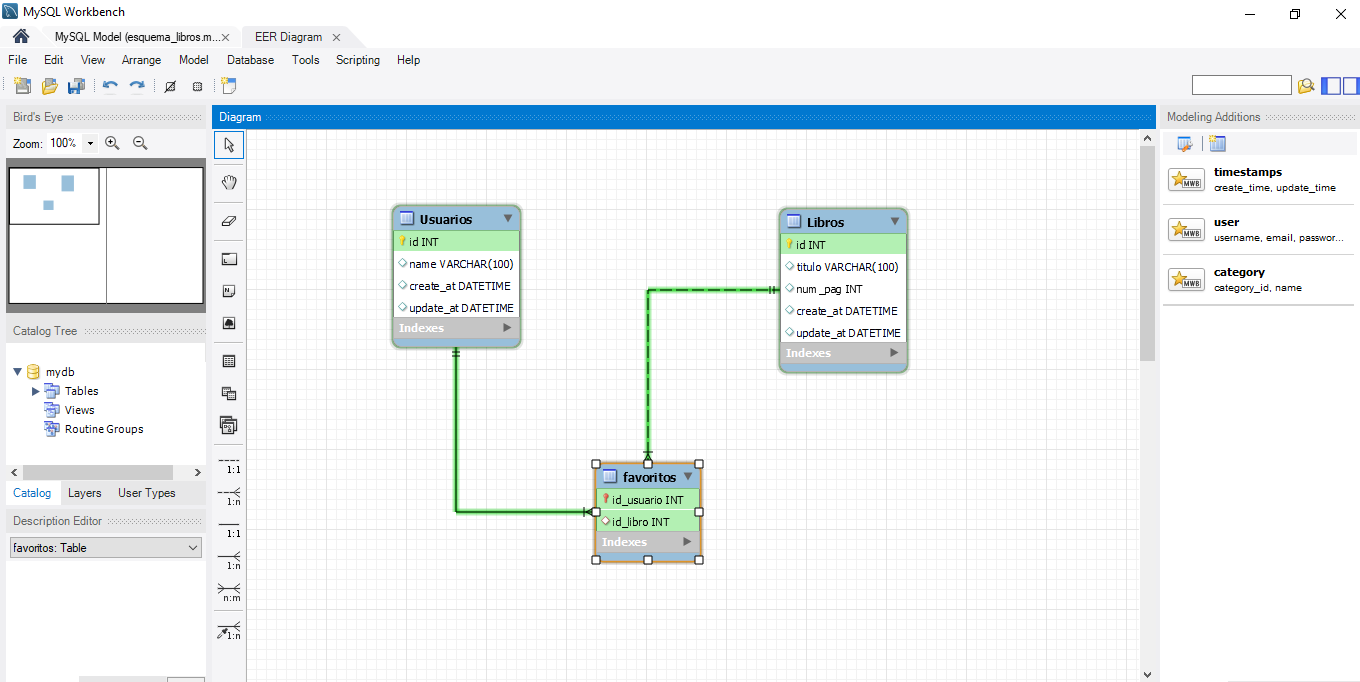 MySQL Workbench
MySQL Model (esquema_libros.m...
EER Diagram
File Edit View Arrange Model Database Tools Scripting Help
Bird's Eye
Zoom: 100%
Catalog Tree
mydb
Tables
Views
Routine Groups
Catalog Layers User Types
Description Editor
favoritos: Table
Diagram
1:1
1:n
1:1
1:n
n:m
1:n
Usuarios
id INT
name VARCHAR(100)
create_at DATETIME
update_at DATETIME
Indexes
Libros
id INT
titulo VARCHAR(100)
num _pag INT
create_at DATETIME
update_at DATETIME
Indexes
favoritos
id_usuario INT
id_libro INT
Indexes
Modeling Additions
MWB
timestamps
create_time, update_time
MWB
user
username, email, passwor...
MWB
category
category_id, name